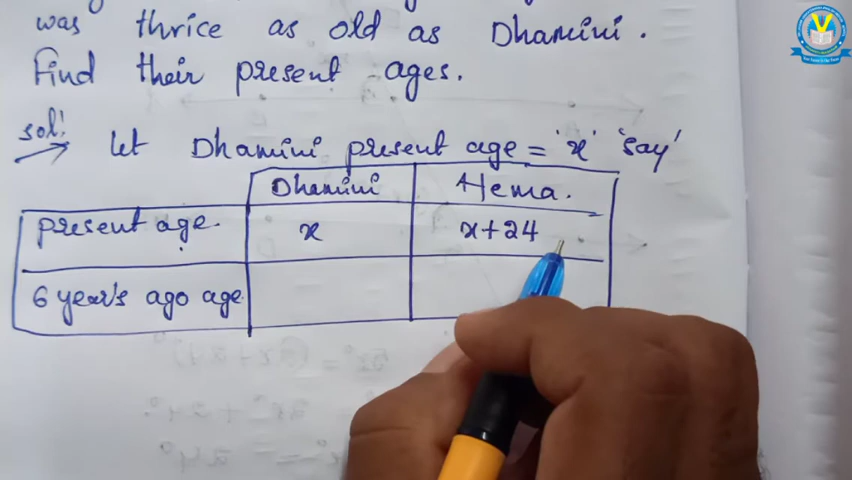 was thrice as old as Dhamini.
Find their present ages.
sol: Let Dhamini present age = 'x' 'say'
Dhamini Hema.
present age. x x+24
6 year's ago age